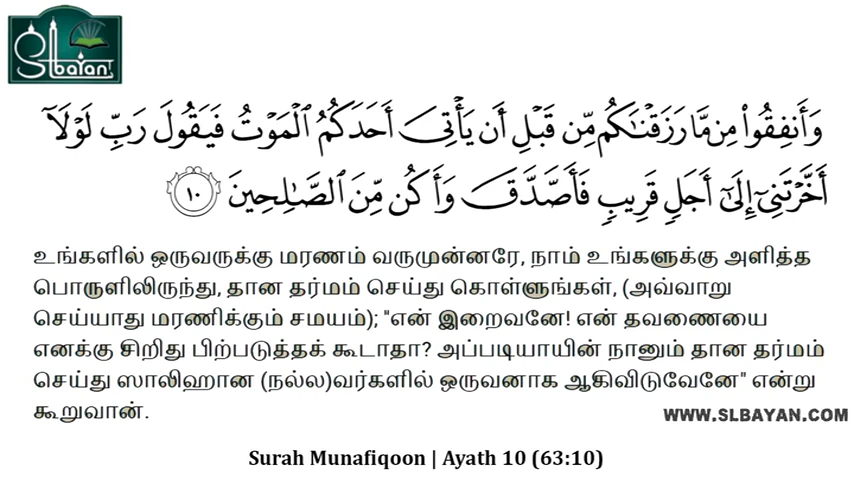 SLBAYAN
وَأَنفِقُوا۟ مِن مَّا رَزَقْنَـٰكُم مِّن قَبْلِ أَن يَأْتِىَ أَحَدَكُمُ ٱلْمَوْتُ فَيَقُولَ رَبِّ لَوْلَآ
أَخَّرْتَنِىٓ إِلَىٰٓ أَجَلٍ قَرِيبٍ فَأَصَّدَّقَ وَأَكُن مِّنَ ٱلصَّـٰلِحِينَ ١٠
உங்களில் ஒருவருக்கு மரணம் வருமுன்னரே, நாம் உங்களுக்கு அளித்த
பொருளிலிருந்து, தான தர்மம் செய்து கொள்ளுங்கள், (அவ்வாறு
செய்யாது மரணிக்கும் சமயம்); "என் இறைவனே! என் தவணையை
எனக்கு சிறிது பிற்படுத்தக் கூடாதா? அப்படியாயின் நானும் தான தர்மம்
செய்து ஸாலிஹான (நல்ல)வர்களில் ஒருவனாக ஆகிவிடுவேனே" என்று
கூறுவான்.
WWW.SLBAYAN.COM
Surah Munafiqoon | Ayath 10 (63:10)